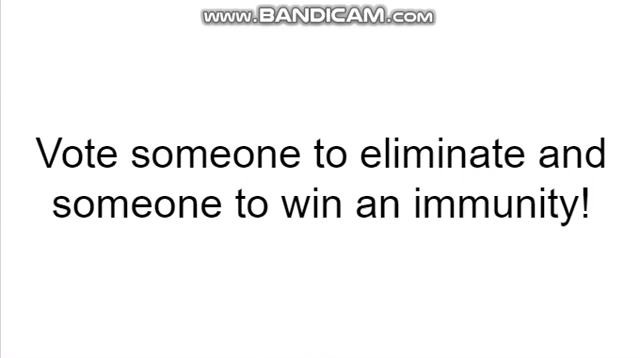 www.BANDICAM.com
Vote someone to eliminate and
someone to win an immunity!